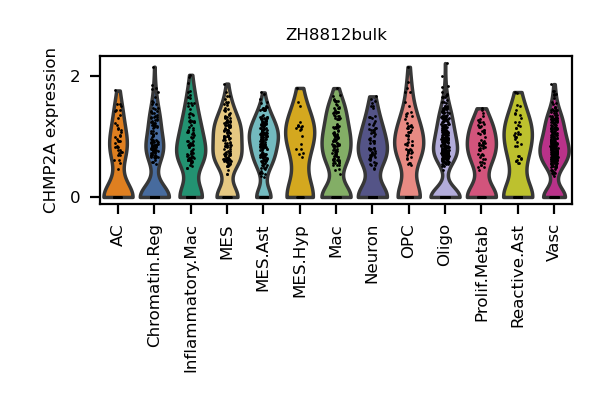 ZH8812bulk
CHMP2A expression
2
0
AC
Chromatin.Reg
Inflammatory.Mac
MES
MES.Ast
MES.Hyp
Mac
Neuron
OPC
Oligo
Prolif.Metab
Reactive.Ast
Vasc